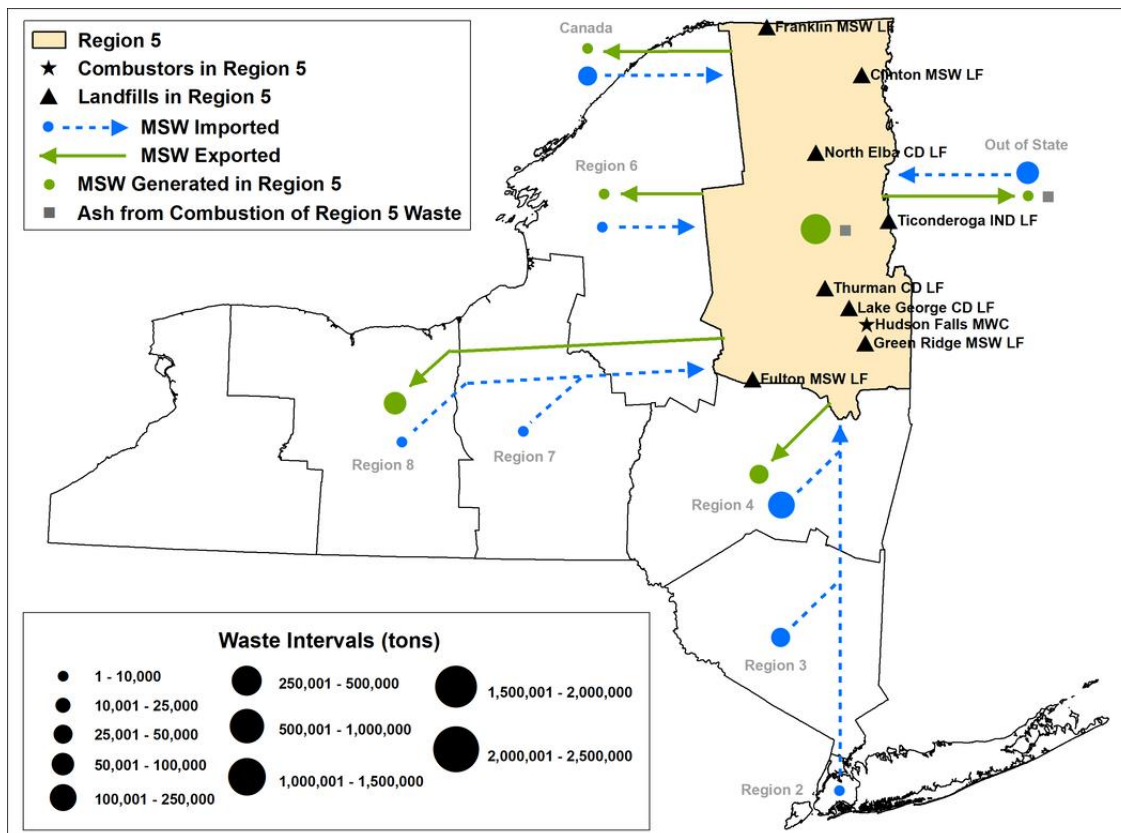 Region 5
Combustors in Region 5
Landfills in Region 5
MSW Imported
MSW Exported
MSW Generated in Region 5
Ash from Combustion of Region 5 Waste
Canada
Franklin MSW LF
Clinton MSW LF
North Elba CD LF
Out of State
Region 6
Ticonderoga IND LF
Thurman CD LF
Lake George CD LF
Hudson Falls MWC
Green Ridge MSW LF
Fulton MSW LF
Region 8
Region 7
Region 4
Region 3
Region 2
Waste Intervals (tons)
1 - 10,000
10,001 - 25,000
25,001 - 50,000
50,001 - 100,000
100,001 - 250,000
250,001 - 500,000
500,001 - 1,000,000
1,000,001 - 1,500,000
1,500,001 - 2,000,000
2,000,001 - 2,500,000